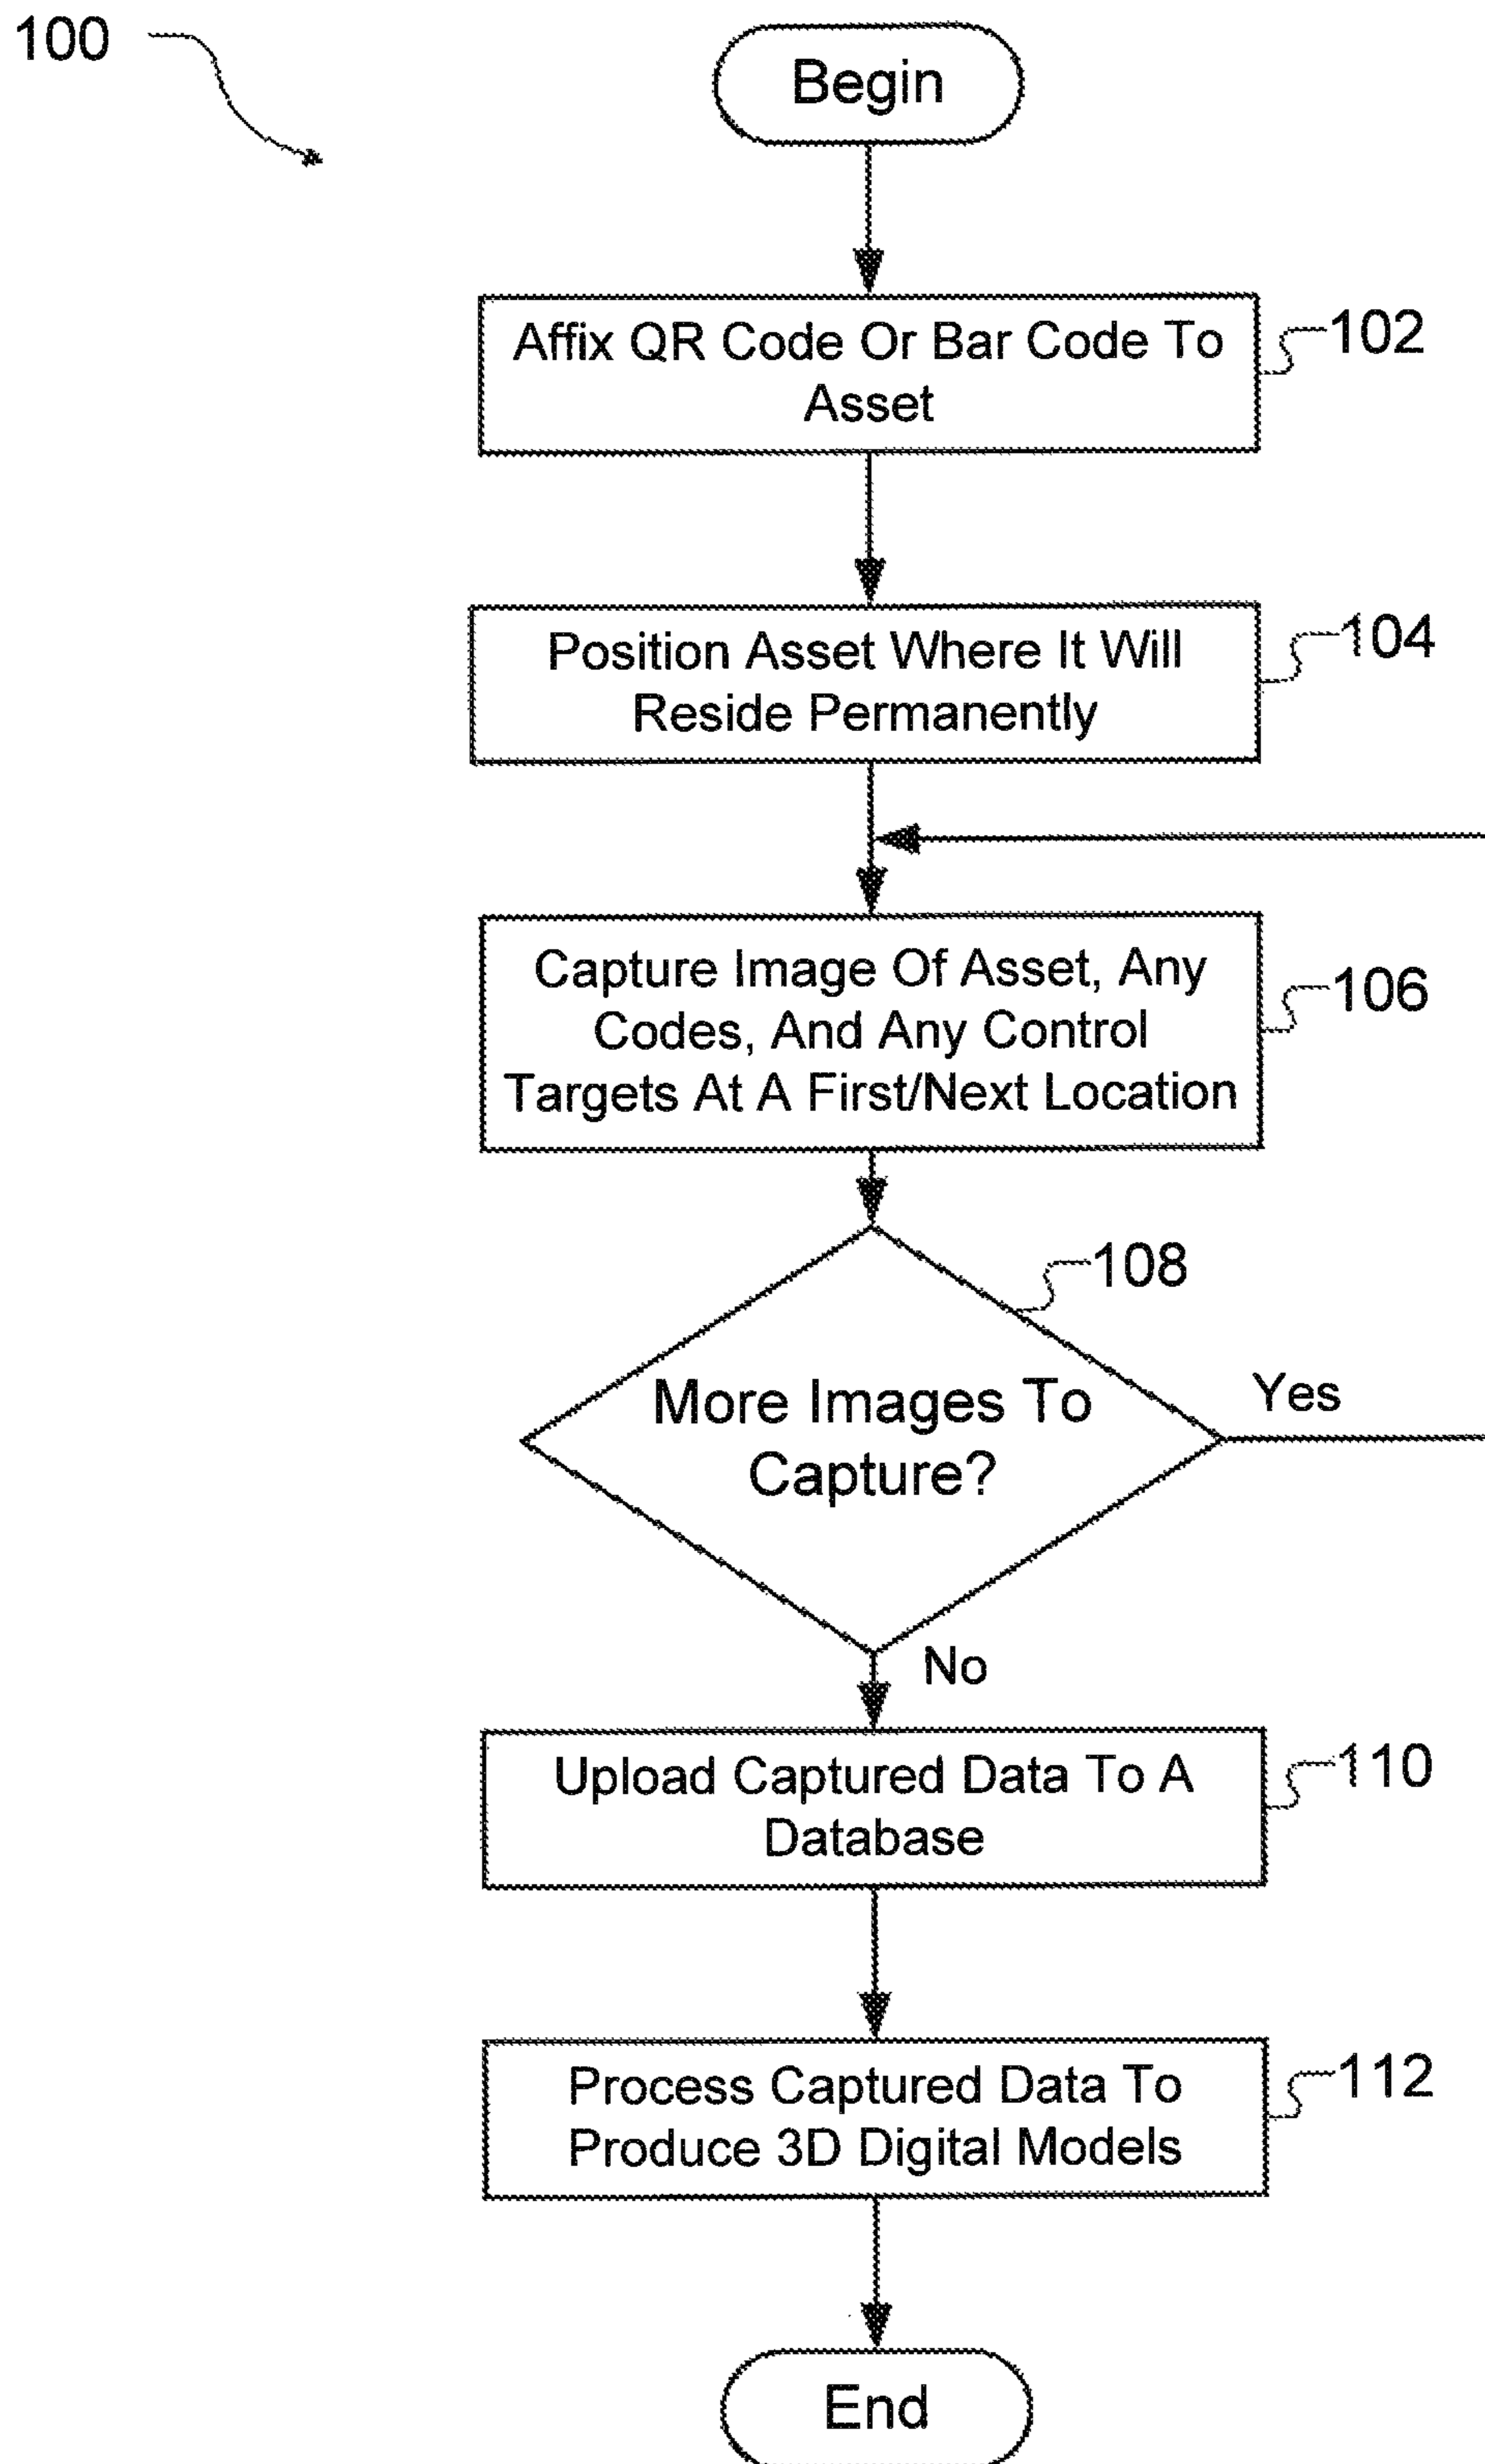 100
Begin
Affix QR Code Or Bar Code To
Asset
102
Position Asset Where It Will
Reside Permanently
104
Capture Image Of Asset, Any
Codes, And Any Control
Targets At A First/Next Location
106
108
More Images To
Capture?
Yes
No
Upload Captured Data To A
Database
110
Process Captured Data To
Produce 3D Digital Models
112
End